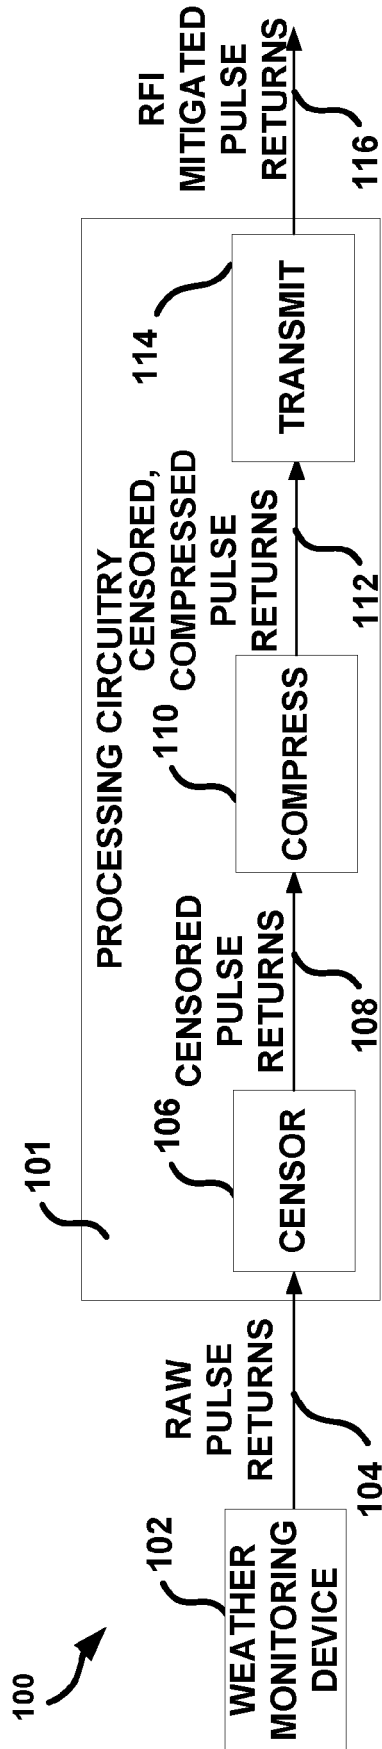 100
102
WEATHER
MONITORING
DEVICE
RAW
PULSE
RETURNS
104
101
PROCESSING CIRCUITRY
106
CENSOR
CENSORED
PULSE
RETURNS
108
110
COMPRESS
CENSORED,
COMPRESSED
PULSE
RETURNS
112
114
TRANSMIT
RFI
MITIGATED
PULSE
RETURNS
116